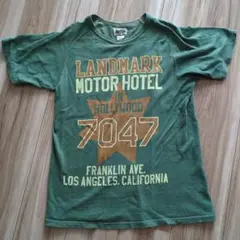 LANDMARK
MOTOR HOTEL
HOLLYWOOD
7047
FRANKLIN AVE.
LOS ANGELES, CALIFORNIA